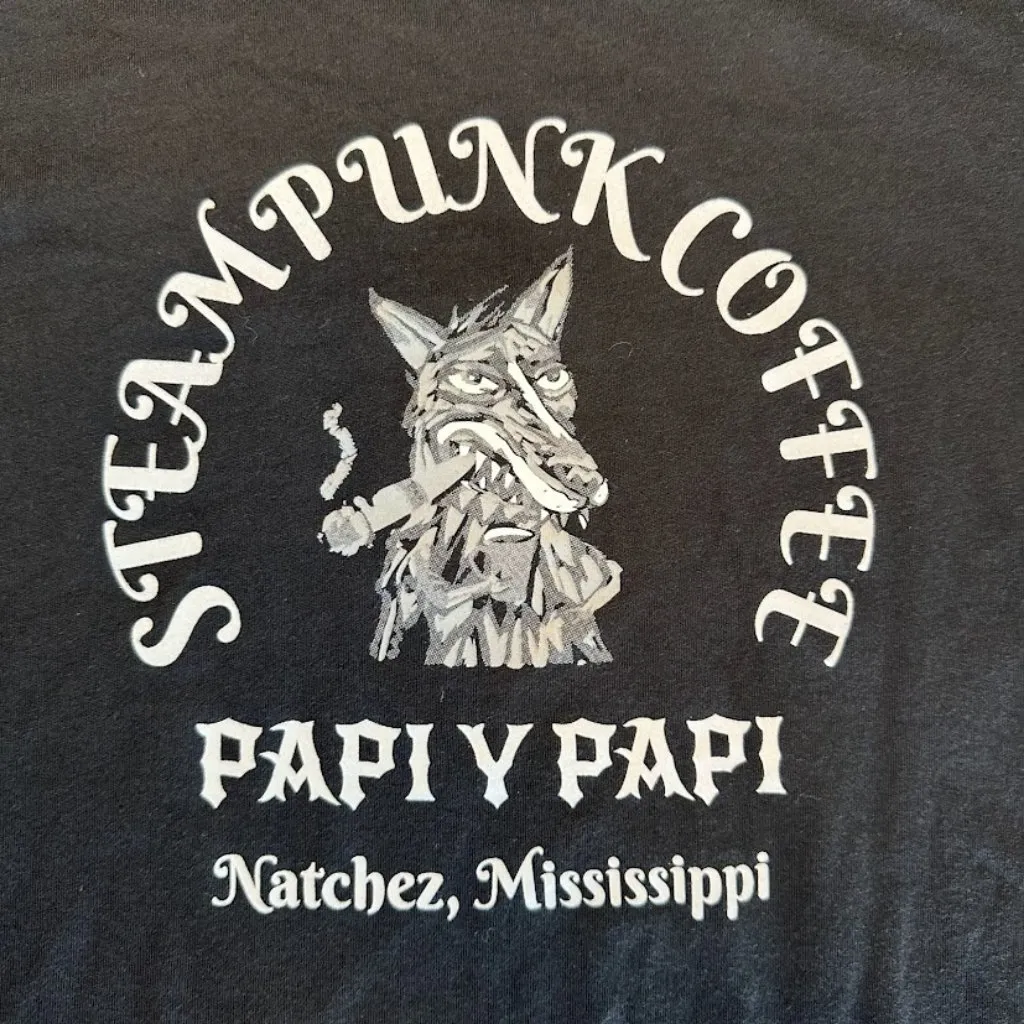 STEAMPUNK COFFEE
PAPI Y PAPI
Natchez, Mississippi